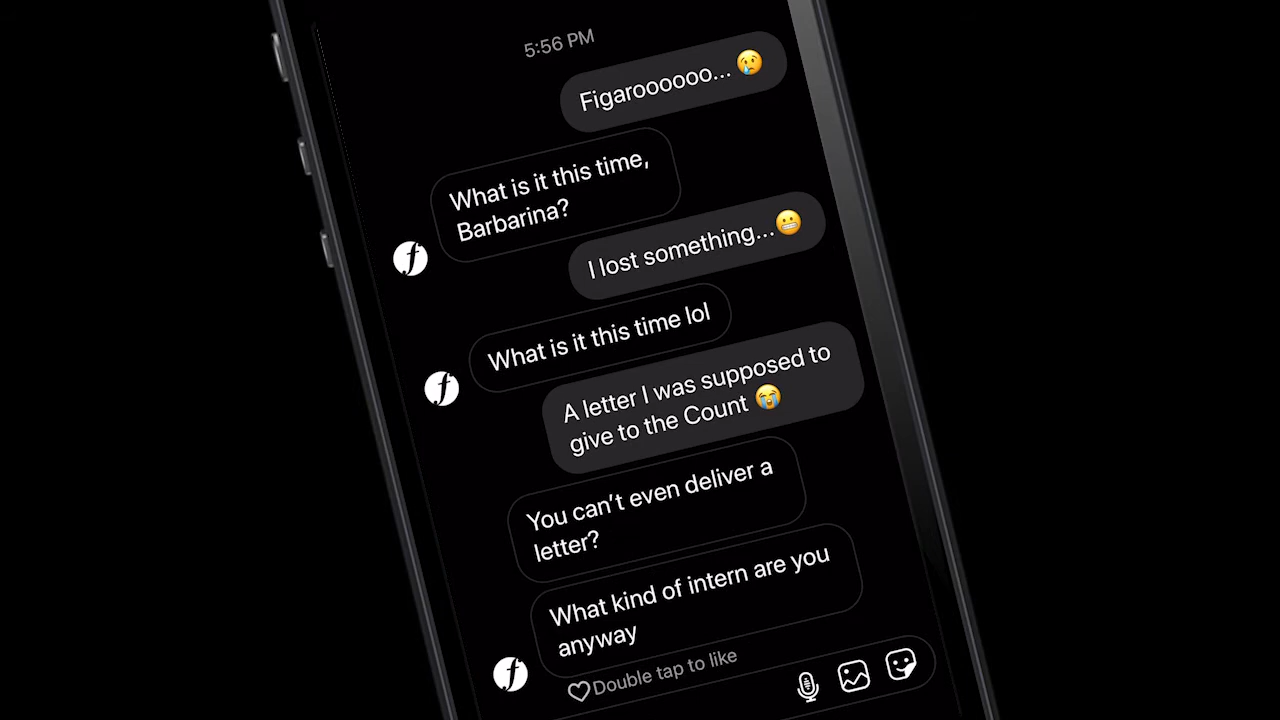 5:56 PM
Figaroooooo... 😢
What is it this time,
Barbarina?
f
I lost something...😬
What is it this time lol
f
A letter I was supposed to
give to the Count 😭
You can't even deliver a
letter?
What kind of intern are you
anyway
f
Double tap to like